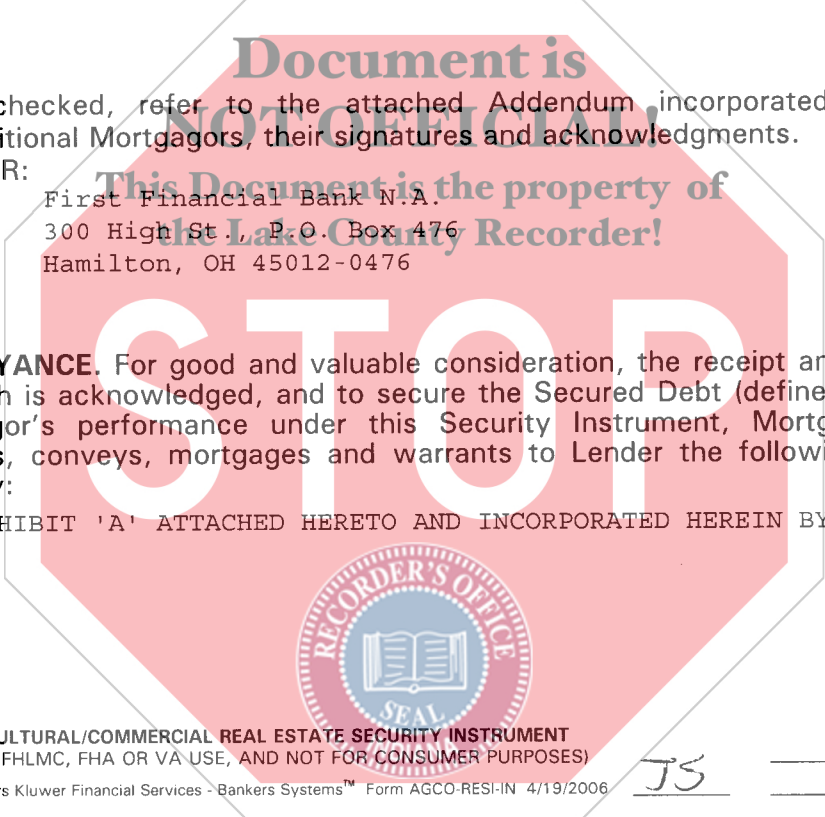 Document is
checked, refer to the attached Addendum incorporated
NOT OFFICIAL!
itional Mortgagors, their signatures and acknowledgments.
R:
This Document is the property of
First Financial Bank N.A.
300 High St., P.O. Box 476
the Lake County Recorder!
Hamilton, OH 45012-0476
STOP
YANCE. For good and valuable consideration, the receipt an
h is acknowledged, and to secure the Secured Debt (define
gor's performance under this Security Instrument, Mortg
s, conveys, mortgages and warrants to Lender the followi
y:
HIBIT 'A' ATTACHED HERETO AND INCORPORATED HEREIN BY
RECORDER'S OFFICE
SEAL
INDIANA
ULTURAL/COMMERCIAL REAL ESTATE SECURITY INSTRUMENT
FHLMC, FHA OR VA USE, AND NOT FOR CONSUMER PURPOSES)
rs Kluwer Financial Services - Bankers Systems™ Form AGCO-RESI-IN 4/19/2006
JS